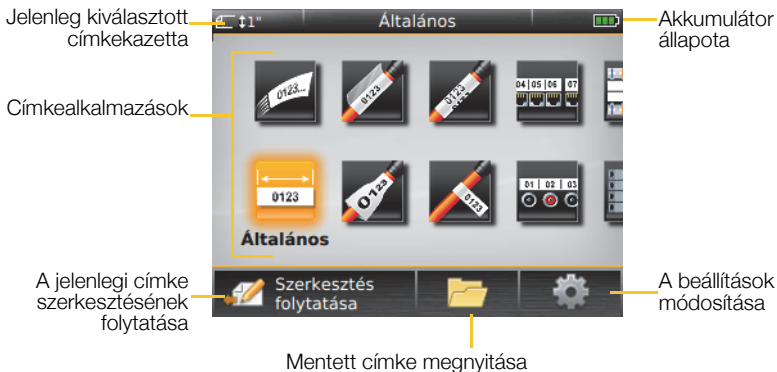 Jelenleg kiválasztott
címkekazetta
1"
Általános
Akkumulátor
állapota
Címkealkalmazások
0123...
0123
0123
04 05 06 07
0123
0123
0123
01 02 03
Általános
A jelenlegi címke
szerkesztésének
folytatása
Szerkesztés
folytatása
A beállítások
módosítása
Mentett címke megnyitása